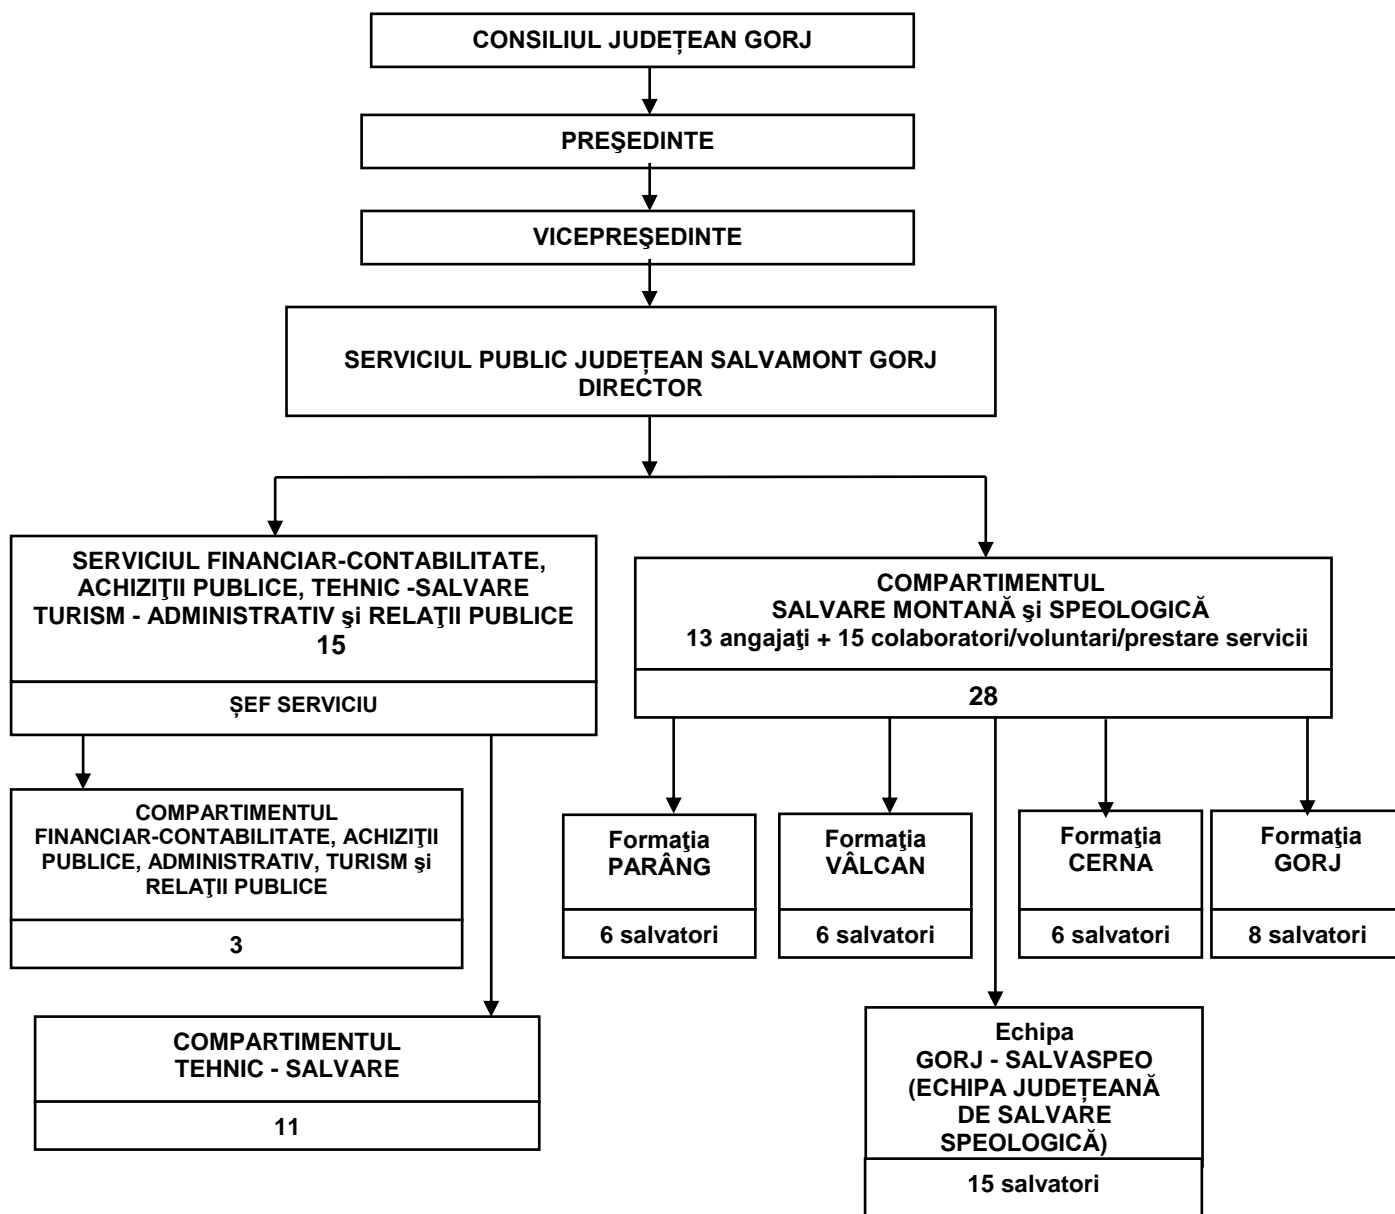 CONSILIUL JUDEȚEAN GORJ
PREŞEDINTE
VICEPREŞEDINTE
SERVICIUL PUBLIC JUDEȚEAN SALVAMONT GORJ
DIRECTOR
SERVICIUL FINANCIAR-CONTABILITATE,
ACHIZIŢII PUBLICE, TEHNIC -SALVARE
TURISM - ADMINISTRATIV şi RELAŢII PUBLICE
15
ȘEF SERVICIU
COMPARTIMENTUL
SALVARE MONTANĂ şi SPEOLOGICĂ
13 angajaţi + 15 colaboratori/voluntari/prestare servicii
28
COMPARTIMENTUL
FINANCIAR-CONTABILITATE, ACHIZIŢII
PUBLICE, ADMINISTRATIV, TURISM şi
RELAŢII PUBLICE
3
COMPARTIMENTUL
TEHNIC - SALVARE
11
Formaţia
PARÂNG
6 salvatori
Formaţia
VÂLCAN
6 salvatori
Formaţia
CERNA
6 salvatori
Formaţia
GORJ
8 salvatori
Echipa
GORJ - SALVASPEO
(ECHIPA JUDEȚEANĂ
DE SALVARE
SPEOLOGICĂ)
15 salvatori